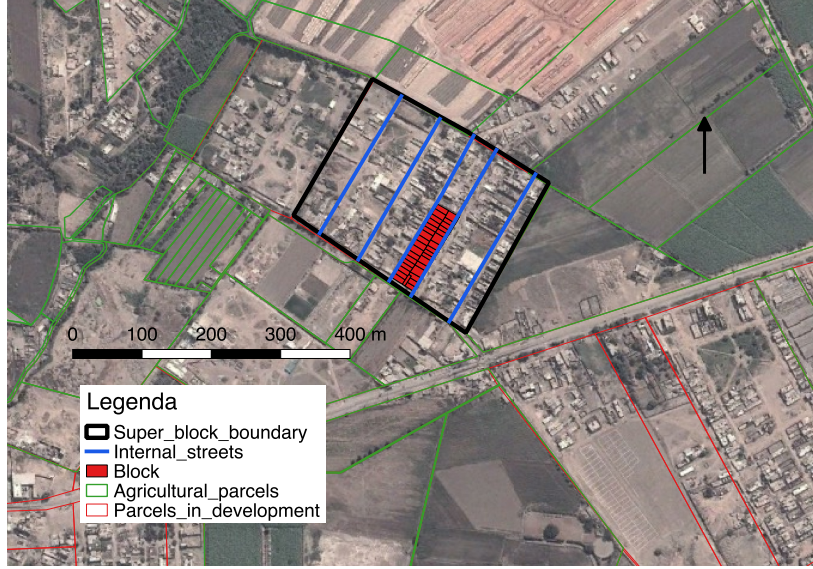 0 100 200 300 400 m
Legenda
Super_block_boundary
Internal_streets
Block
Agricultural_parcels
Parcels_in_development